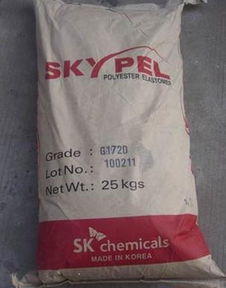 SKYPEL
POLYESTER ELASTOMER
Grade : G1720
Lot No. : 100211
Net Wt. : 25 kgs
SK chemicals
MADE IN KOREA